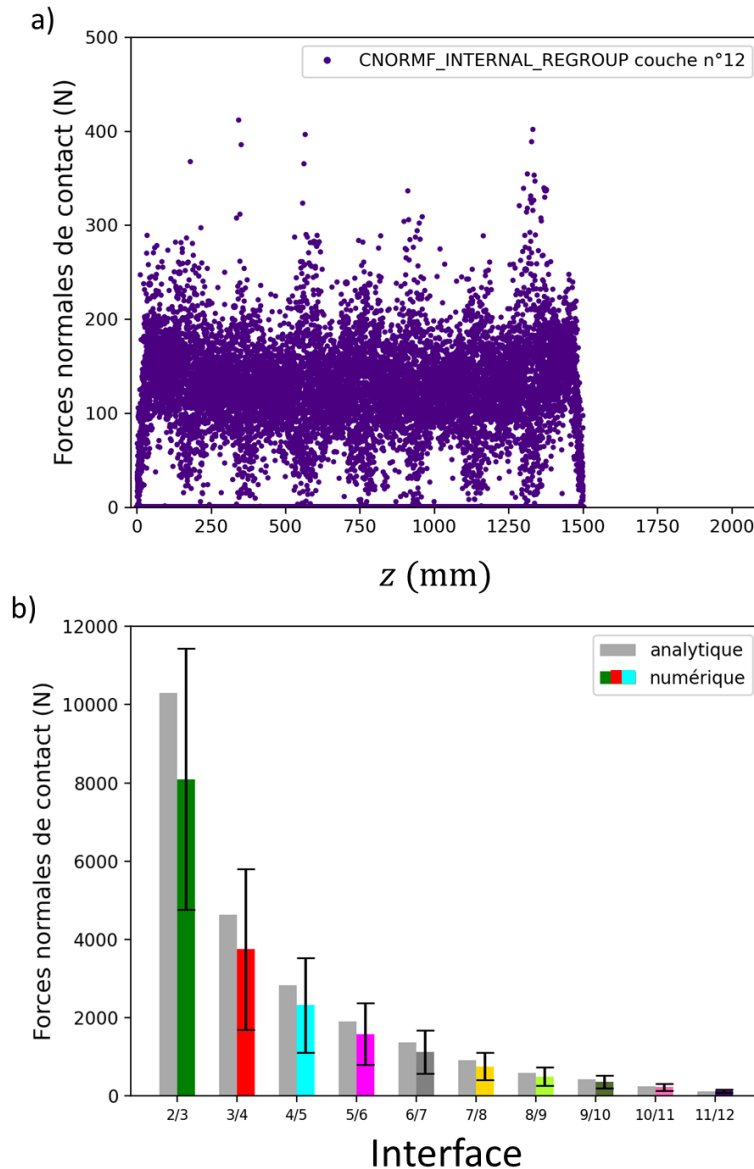 a)
500
400
300
200
100
0
Forces normales de contact (N)
CNORMF_INTERNAL_REGROUP couche n°12
0 250 500 750 1000 1250 1500 1750 2000
z (mm)
b)
12000
10000
8000
6000
4000
2000
0
Forces normales de contact (N)
analytique
numérique
2/3 3/4 4/5 5/6 6/7 7/8 8/9 9/10 10/11 11/12
Interface